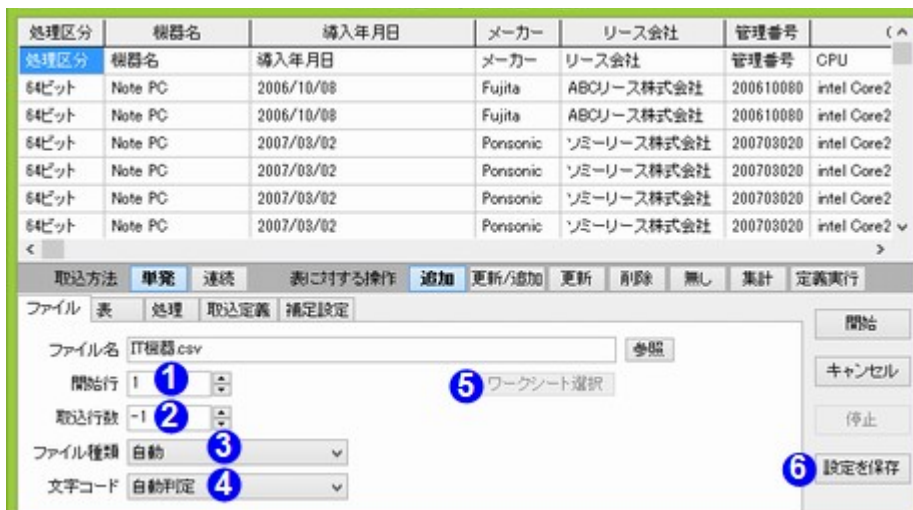 処理区分 機器名 導入年月日 メーカー リース会社 管理番号 (
処理区分 機器名 導入年月日 メーカー リース会社 管理番号 CPU
64ビット Note PC 2006/10/08 Fujita ABCリース株式会社 200610080 intel Core2
64ビット Note PC 2006/10/08 Fujita ABCリース株式会社 200610080 intel Core2
64ビット Note PC 2007/03/02 Ponsonic ソミーリース株式会社 200703020 intel Core2
64ビット Note PC 2007/03/02 Ponsonic ソミーリース株式会社 200703020 intel Core2
64ビット Note PC 2007/03/02 Ponsonic ソミーリース株式会社 200703020 intel Core2
64ビット Note PC 2007/03/02 Ponsonic ソミーリース株式会社 200703020 intel Core2
取込方法 単発 連続 表に対する操作 追加 更新/追加 更新 削除 無し 集計 定義実行
ファイル 表 処理 取込定義 補足設定
開始
ファイル名 IT機器.csv 参照
キャンセル
開始行 1 1 5 ワークシート選択
取込行数 -1 2
停止
ファイル種類 自動 3
6 設定を保存
文字コード 自動判定 4